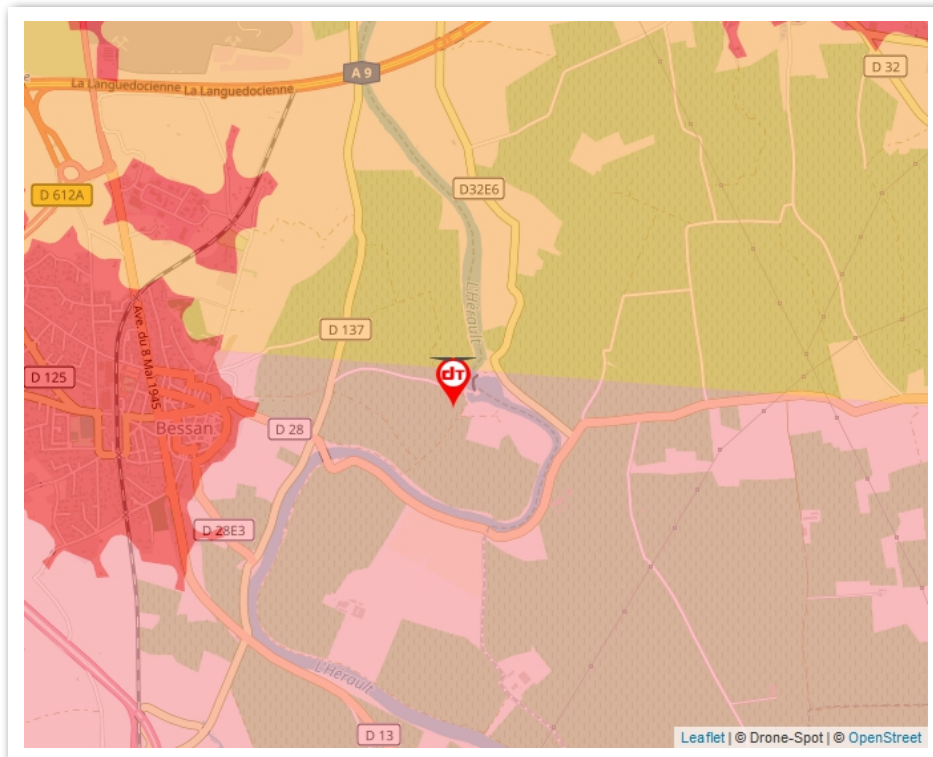 A 9
D 32
La Languedocienne La Languedocienne
D 612A
D32E6
L'Hérault
D 137
Ave. du 8 Mai 1945
dT
D 125
Bessan
D 28
D 28E3
L'Hérault
D 13
Leaflet | © Drone-Spot | © OpenStreet